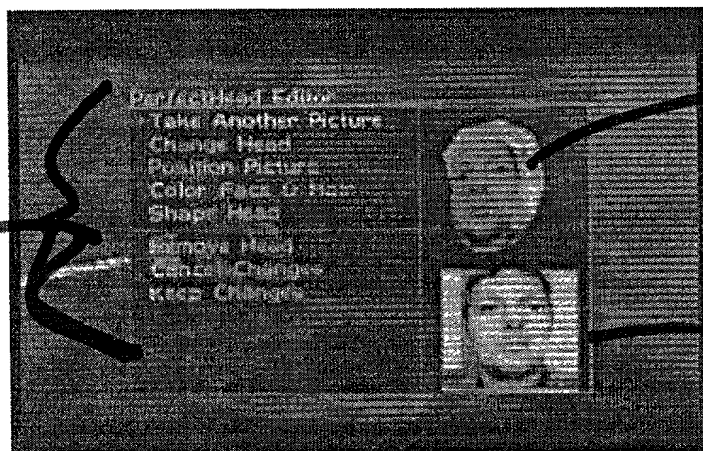 PerfectHead Editor
Take Another Picture
Change Head
Position Picture
Color Face & Hair
Shape Head
Remove Head
Cancel Changes
Keep Changes